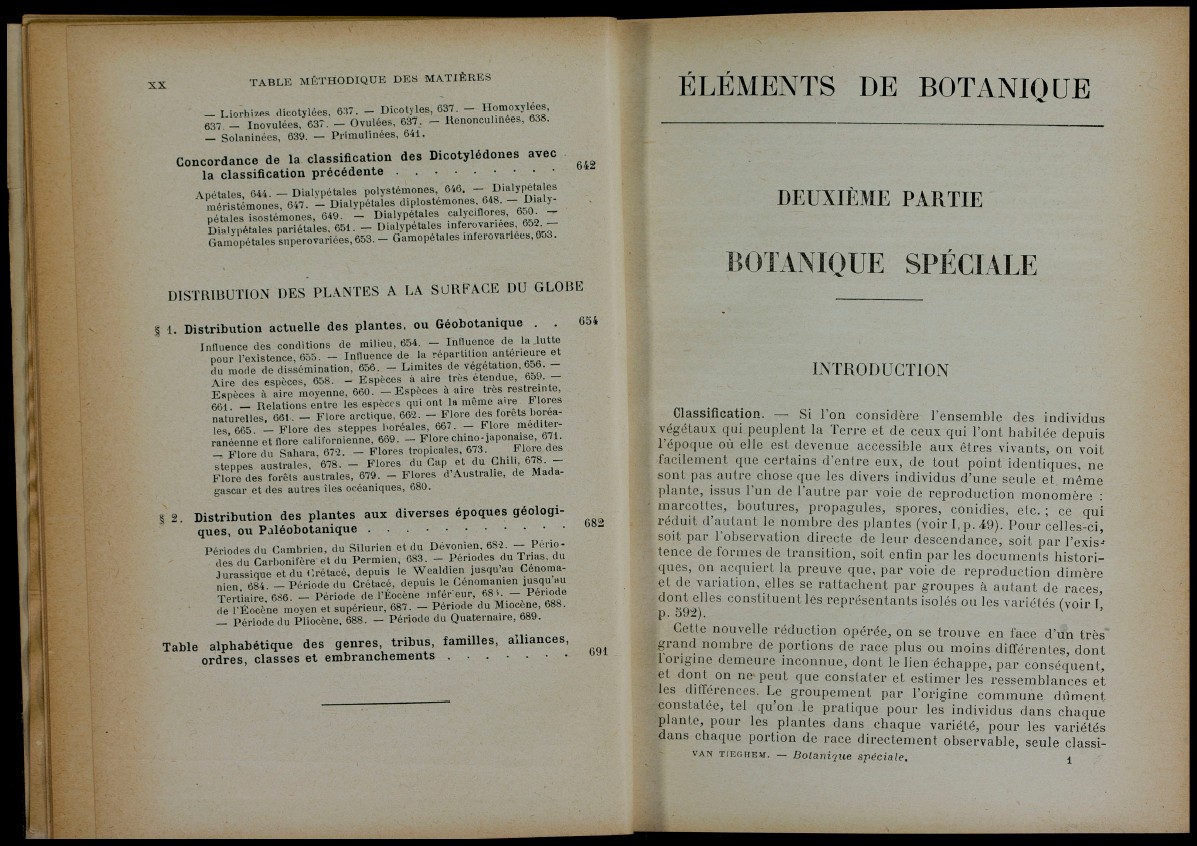 XX TABLE MÉTHODIQUE DES MATIÈRES
— Liorhizes dicotylées, 637. — Dicotyles, 637. — Homoxylées,
637. — Inovulées, 637. — Ovulées, 637. — Renonculinées, 638.
— Solaninées, 639. — Primulinées, 641.
Concordance de la classification des Dicotylédones avec
la classification précédente . . . . . . . . . 642
Apétales, 644. — Dialypétales polystémones, 646. — Dialypétales
méristémones, 647. — Dialypétales diplostémones, 648. — Dialy-
pétales isostémones, 649. — Dialypétales calyciflores, 650. —
Dialypétales pariétales, 651. — Dialypétales inferovariées, 652. —
Gamopétales superovariées, 653. — Gamopétales inferovariées, 653.
DISTRIBUTION DES PLANTES A LA SURFACE DU GLOBE
§ 1. Distribution actuelle des plantes, ou Géobotanique . . 654
Influence des conditions de milieu, 654. — Influence de la lutte
pour l'existence, 655. — Influence de la répartition antérieure et
du mode de dissémination, 656. — Limites de végétation, 656. —
Aire des espèces, 658. — Espèces à aire très étendue, 659. —
Espèces à aire moyenne, 660. — Espèces à aire très restreinte,
661. — Relations entre les espèces qui ont la même aire Flores
naturelles, 661. — Flore arctique, 662. — Flore des forêts boréa-
les, 665. — Flore des steppes boréales, 667. — Flore méditer-
ranéenne et flore californienne, 669. — Flore chino-japonaise, 671.
— Flore du Sahara, 672. — Flores tropicales, 673. Flore des
steppes australes, 678. — Flores du Cap et du Chili, 678. —
Flore des forêts australes, 679. — Flores d'Australie, de Mada-
gascar et des autres îles océaniques, 680.
§ 2. Distribution des plantes aux diverses époques géologi-
ques, ou Paléobotanique . . . . . . . . . . 682
Périodes du Cambrien, du Silurien et du Dévonien, 682. — Pério-
des du Carbonifère et du Permien, 683. — Périodes du Trias, du
Jurassique et du Crétacé, depuis le Wealdien jusqu'au Cénoma-
nien, 684. — Période du Crétacé, depuis le Cénomanien jusqu'au
Tertiaire, 686. — Période de l'Éocène inférieur, 686. — Période
de l'Éocène moyen et supérieur, 687. — Période du Miocène, 688.
— Période du Pliocène, 688. — Période du Quaternaire, 689.
Table alphabétique des genres, tribus, familles, alliances,
ordres, classes et embranchements . . . . . . . 691
ÉLÉMENTS DE BOTANIQUE
DEUXIÈME PARTIE
BOTANIQUE SPÉCIALE
INTRODUCTION
Classification. — Si l'on considère l'ensemble des individus
végétaux qui peuplent la Terre et de ceux qui l'ont habitée depuis
l'époque où elle est devenue accessible aux êtres vivants, on voit
facilement que certains d'entre eux, de tout point identiques, ne
sont pas autre chose que les divers individus d'une seule et même
plante, issus l'un de l'autre par voie de reproduction monomère :
marcottes, boutures, propagules, spores, conidies, etc. ; ce qui
réduit d'autant le nombre des plantes (voir I, p. 49). Pour celles-ci,
soit par l'observation directe de leur descendance, soit par l'exis-
tence de formes de transition, soit enfin par les documents histori-
ques, on acquiert la preuve que, par voie de reproduction dimère
et de variation, elles se rattachent par groupes à autant de races,
dont elles constituent les représentants isolés ou les variétés (voir I,
p. 592).
Cette nouvelle réduction opérée, on se trouve en face d'un très
grand nombre de portions de race plus ou moins différentes, dont
l'origine demeure inconnue, dont le lien échappe, par conséquent,
et dont on ne peut que constater et estimer les ressemblances et
les différences. Le groupement par l'origine commune dûment
constatée, tel qu'on le pratique pour les individus dans chaque
plante, pour les plantes dans chaque variété, pour les variétés
dans chaque portion de race directement observable, seule classi-
VAN TIEGHEM. — Botanique spéciale. 1